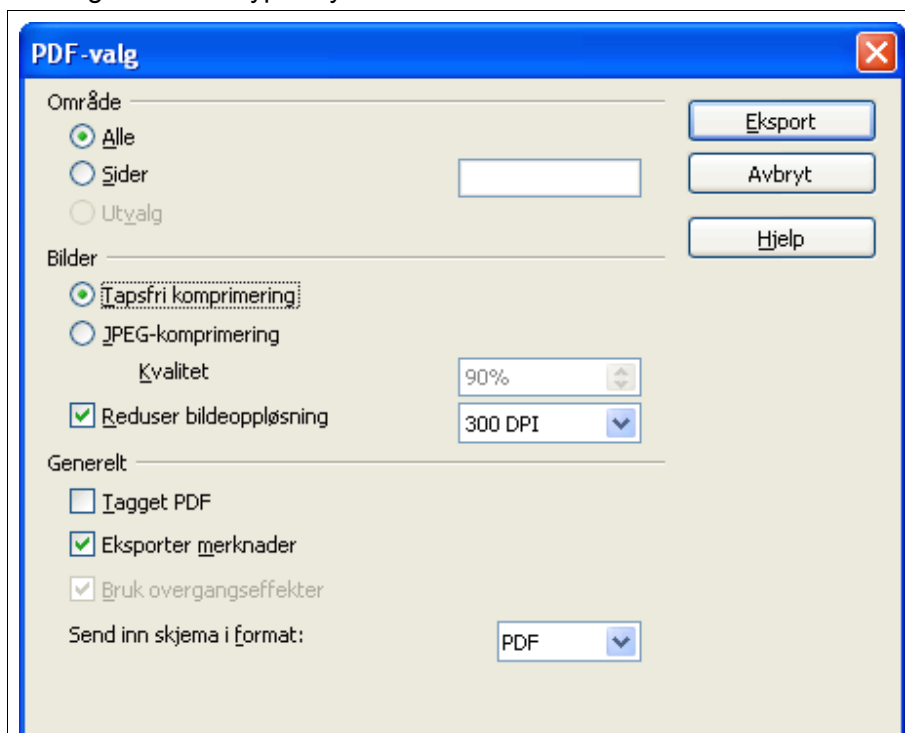 PDF-valg
Område
Alle
Eksport
Sider
Avbryt
Utvalg
Hjelp
Bilder
Tapsfri komprimering
JPEG-komprimering
Kvalitet 90%
Reduser bildeoppløsning 300 DPI
Generelt
Tagget PDF
Eksporter merknader
Bruk overgangseffekter
Send inn skjema i format: PDF